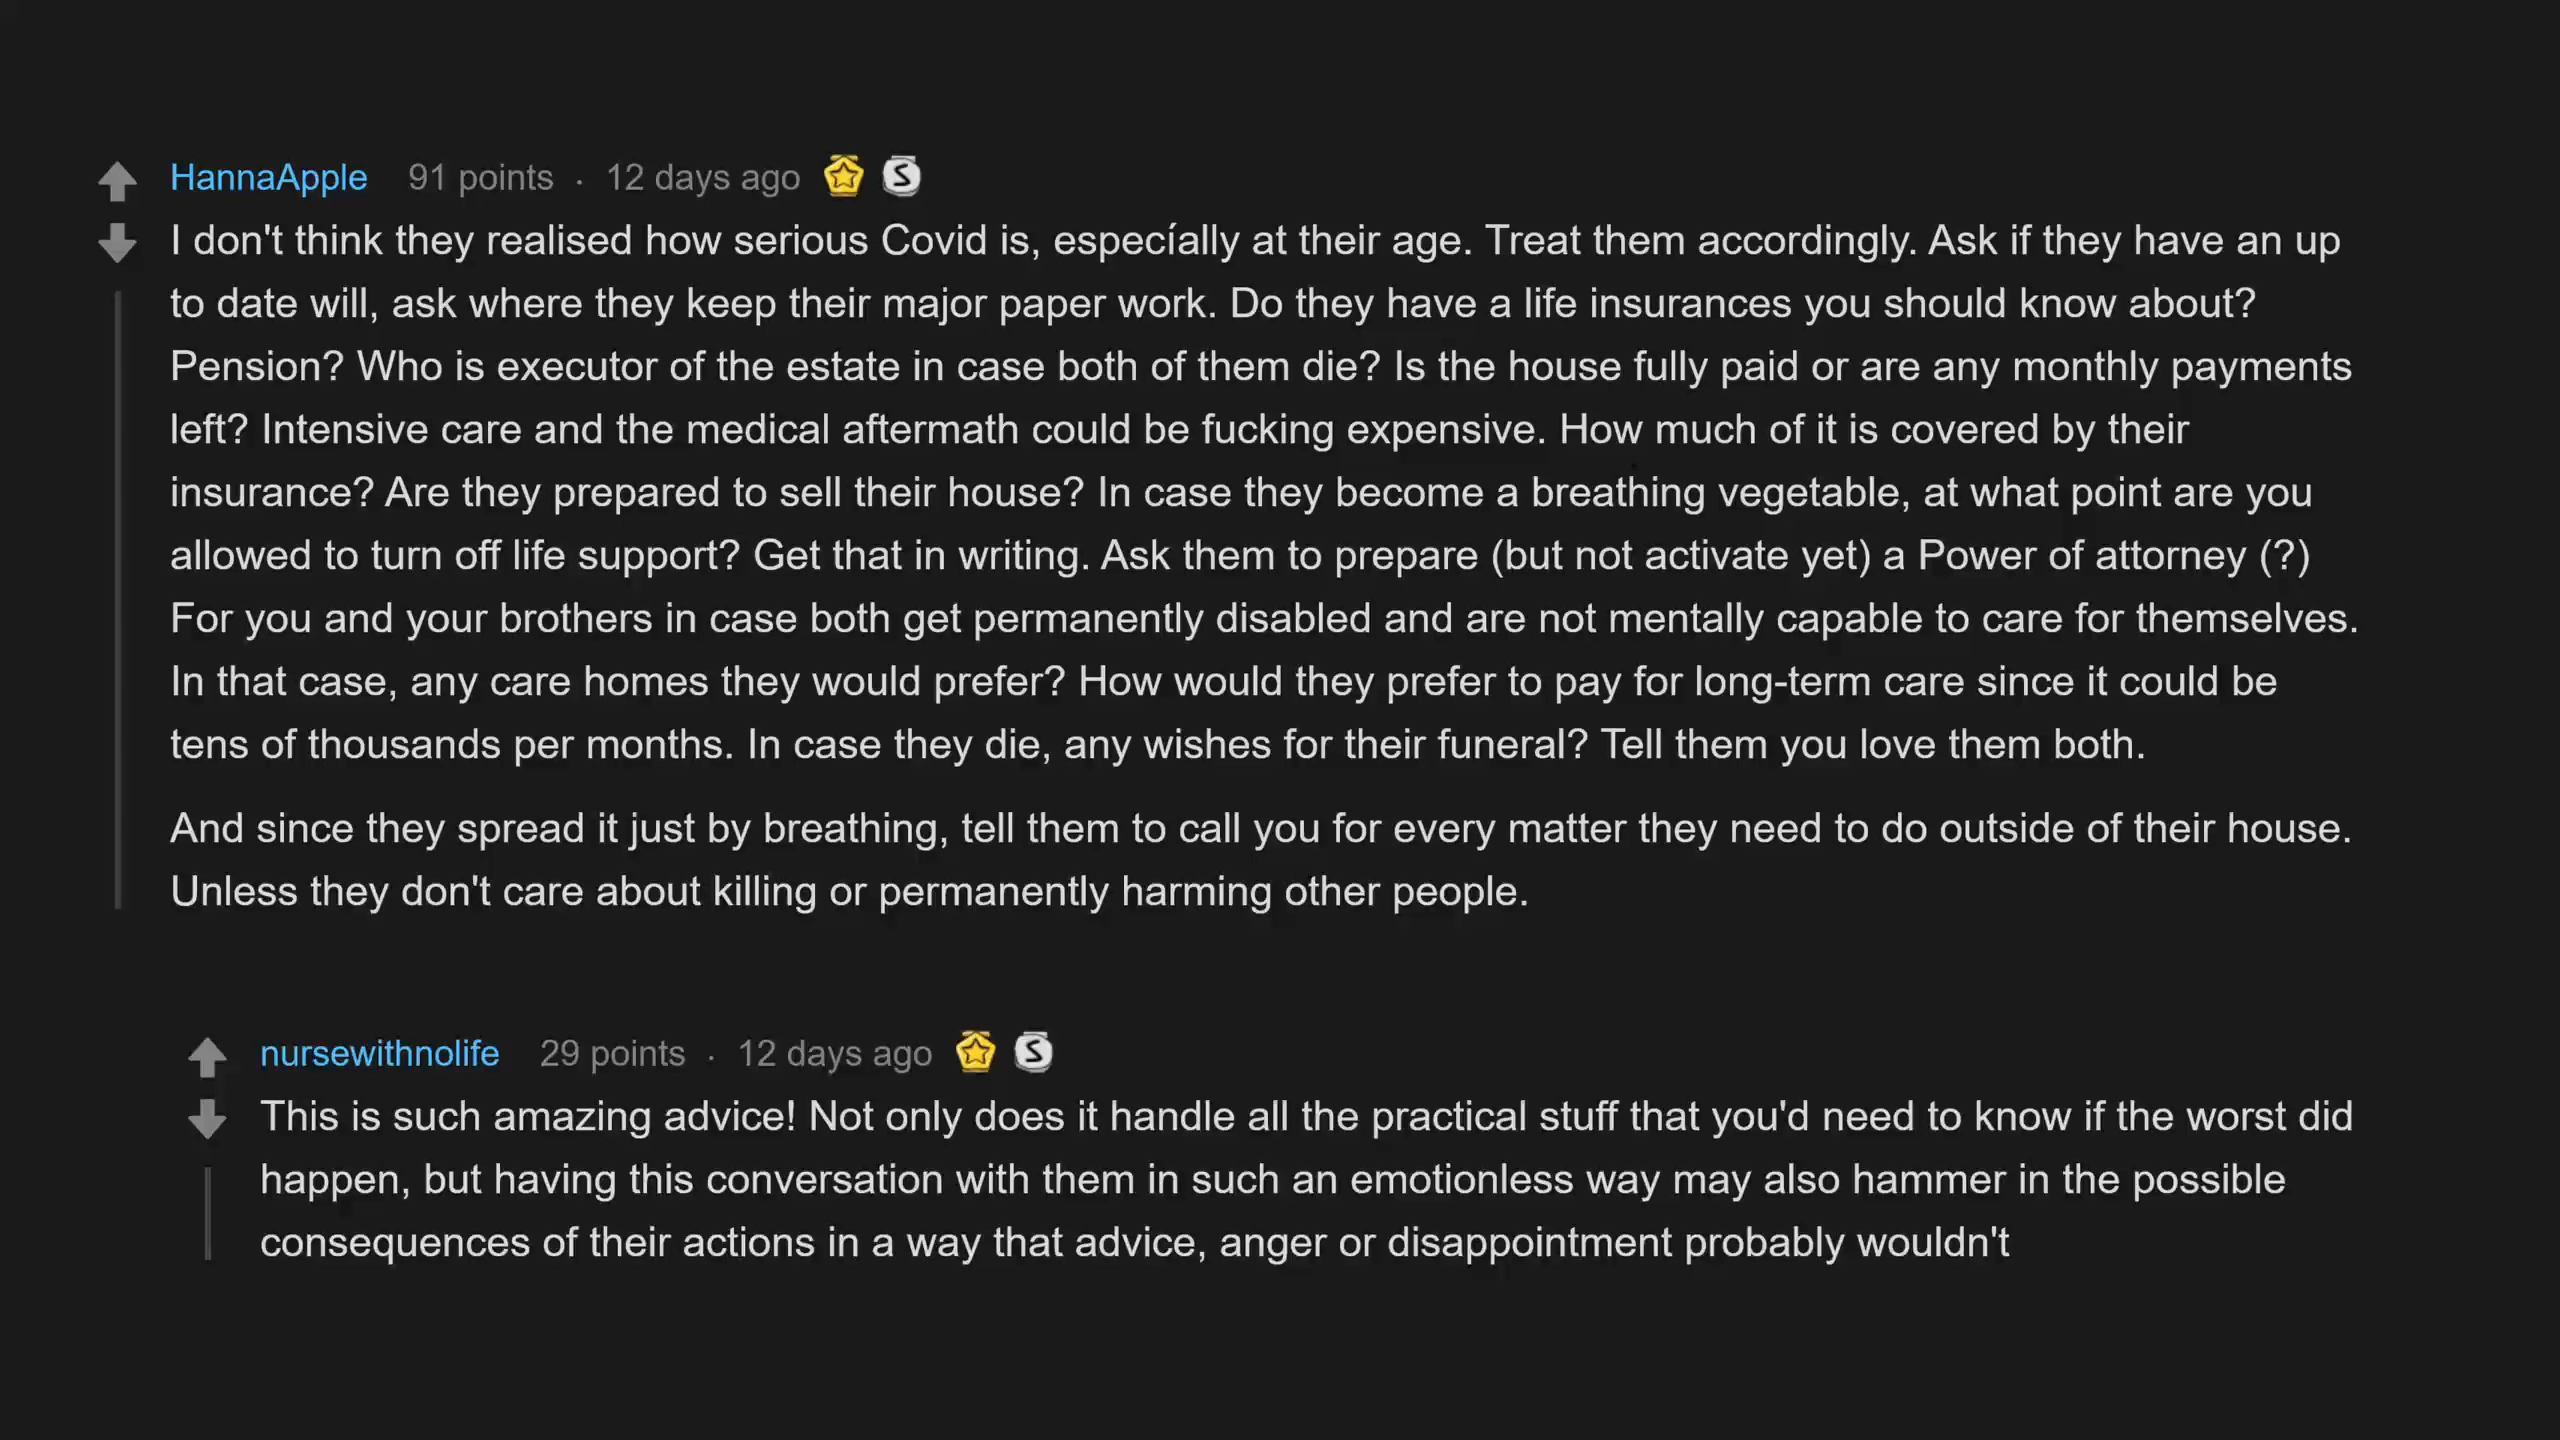 HannaApple 91 points · 12 days ago
I don't think they realised how serious Covid is, especíally at their age. Treat them accordingly. Ask if they have an up
to date will, ask where they keep their major paper work. Do they have a life insurances you should know about?
Pension? Who is executor of the estate in case both of them die? Is the house fully paid or are any monthly payments
left? Intensive care and the medical aftermath could be fucking expensive. How much of it is covered by their
insurance? Are they prepared to sell their house? In case they become a breathing vegetable, at what point are you
allowed to turn off life support? Get that in writing. Ask them to prepare (but not activate yet) a Power of attorney (?)
For you and your brothers in case both get permanently disabled and are not mentally capable to care for themselves.
In that case, any care homes they would prefer? How would they prefer to pay for long-term care since it could be
tens of thousands per months. In case they die, any wishes for their funeral? Tell them you love them both.
And since they spread it just by breathing, tell them to call you for every matter they need to do outside of their house.
Unless they don't care about killing or permanently harming other people.
nursewithnolife 29 points · 12 days ago
This is such amazing advice! Not only does it handle all the practical stuff that you'd need to know if the worst did
happen, but having this conversation with them in such an emotionless way may also hammer in the possible
consequences of their actions in a way that advice, anger or disappointment probably wouldn't